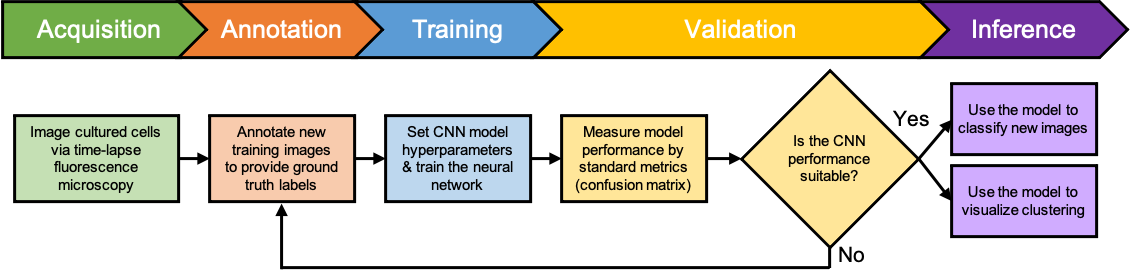 Acquisition
Annotation
Training
Validation
Inference
Image cultured cells
via time-lapse
fluorescence
microscopy
Annotate new
training images
to provide ground
truth labels
Set CNN model
hyperparameters
& train the neural
network
Measure model
performance by
standard metrics
(confusion matrix)
Is the CNN
performance
suitable?
Yes
No
Use the model to
classify new images
Use the model to
visualize clustering